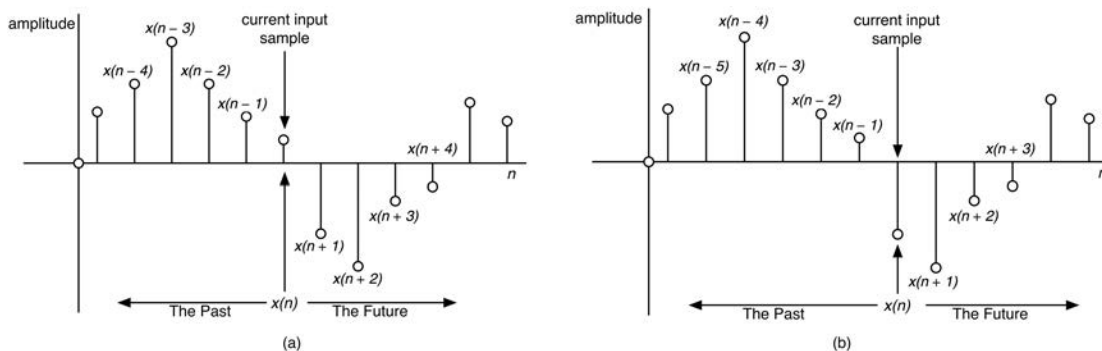 amplitude
current input
sample
x(n – 3)
x(n – 4)
x(n – 2)
x(n – 1)
x(n + 4)
n
x(n + 3)
x(n + 1)
x(n + 2)
The Past
x(n)
The Future
(a)
amplitude
current input
sample
x(n – 4)
x(n – 5)
x(n – 3)
x(n – 2)
x(n – 1)
x(n + 3)
n
x(n + 2)
x(n + 1)
The Past
x(n)
The Future
(b)